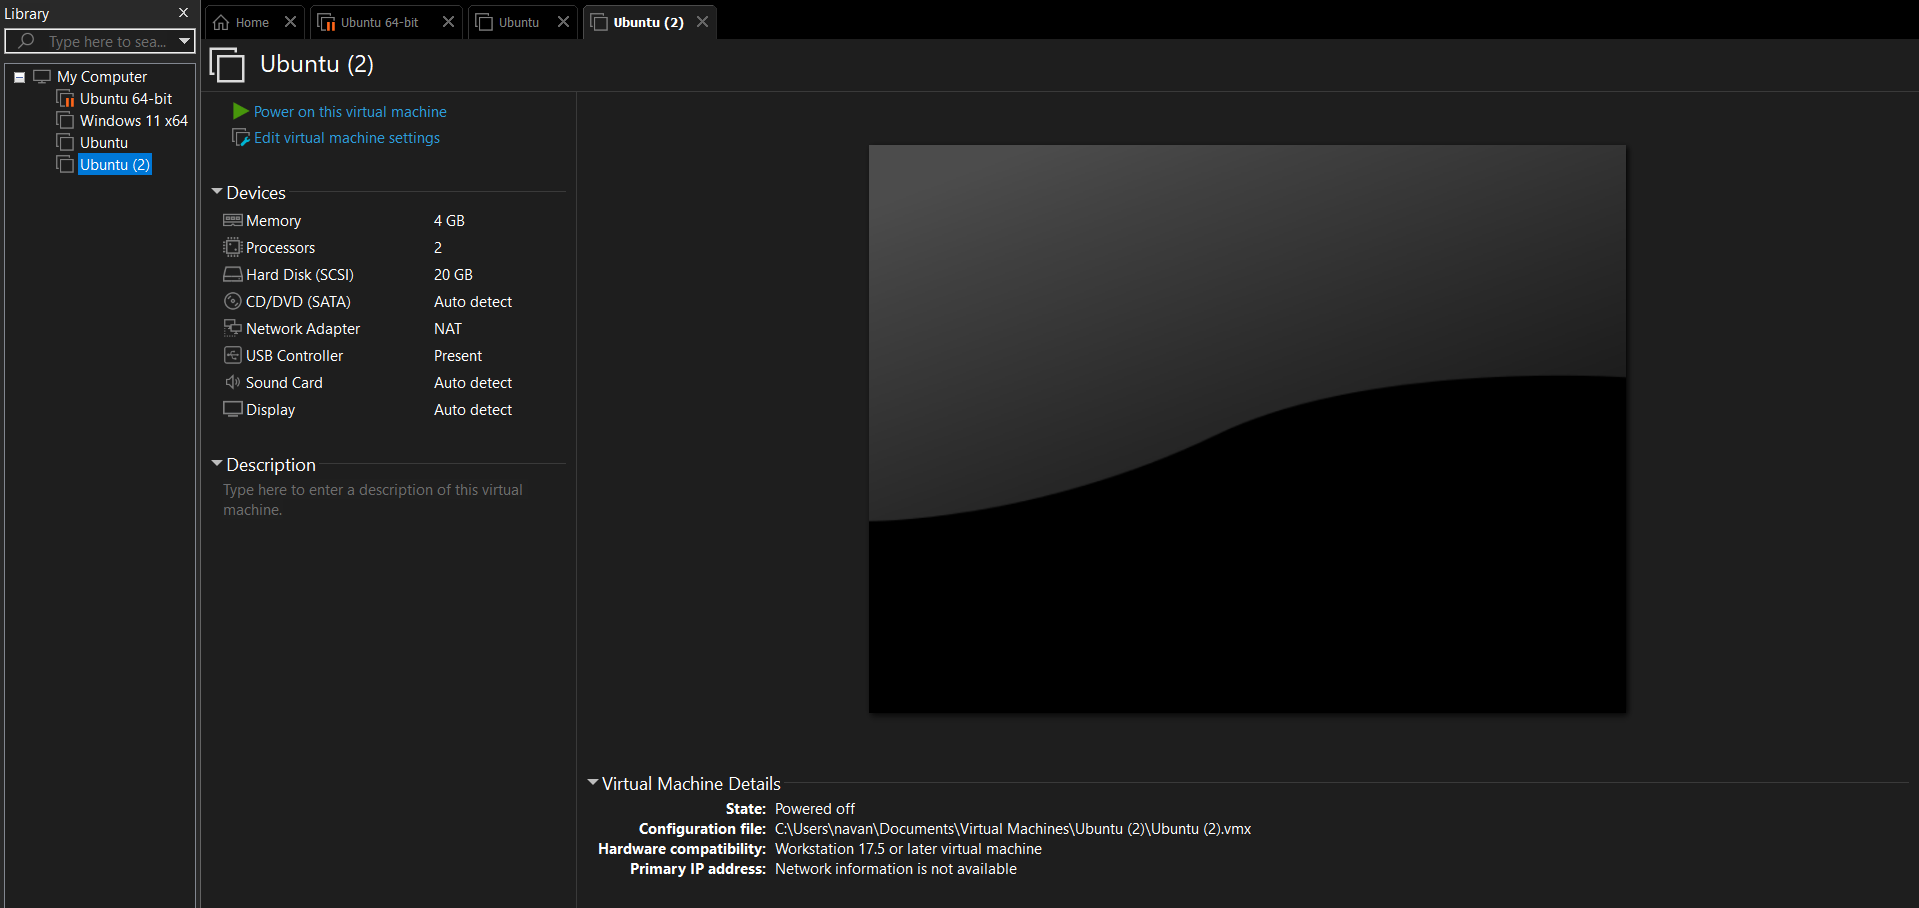 Library
Type here to sea...
My Computer
Ubuntu 64-bit
Windows 11 x64
Ubuntu
Ubuntu (2)
Home
Ubuntu 64-bit
Ubuntu
Ubuntu (2)
Ubuntu (2)
Power on this virtual machine
Edit virtual machine settings
Devices
Memory 4 GB
Processors 2
Hard Disk (SCSI) 20 GB
CD/DVD (SATA) Auto detect
Network Adapter NAT
USB Controller Present
Sound Card Auto detect
Display Auto detect
Description
Type here to enter a description of this virtual
machine.
Virtual Machine Details
State: Powered off
Configuration file: C:\Users\navan\Documents\Virtual Machines\Ubuntu (2)\Ubuntu (2).vmx
Hardware compatibility: Workstation 17.5 or later virtual machine
Primary IP address: Network information is not available